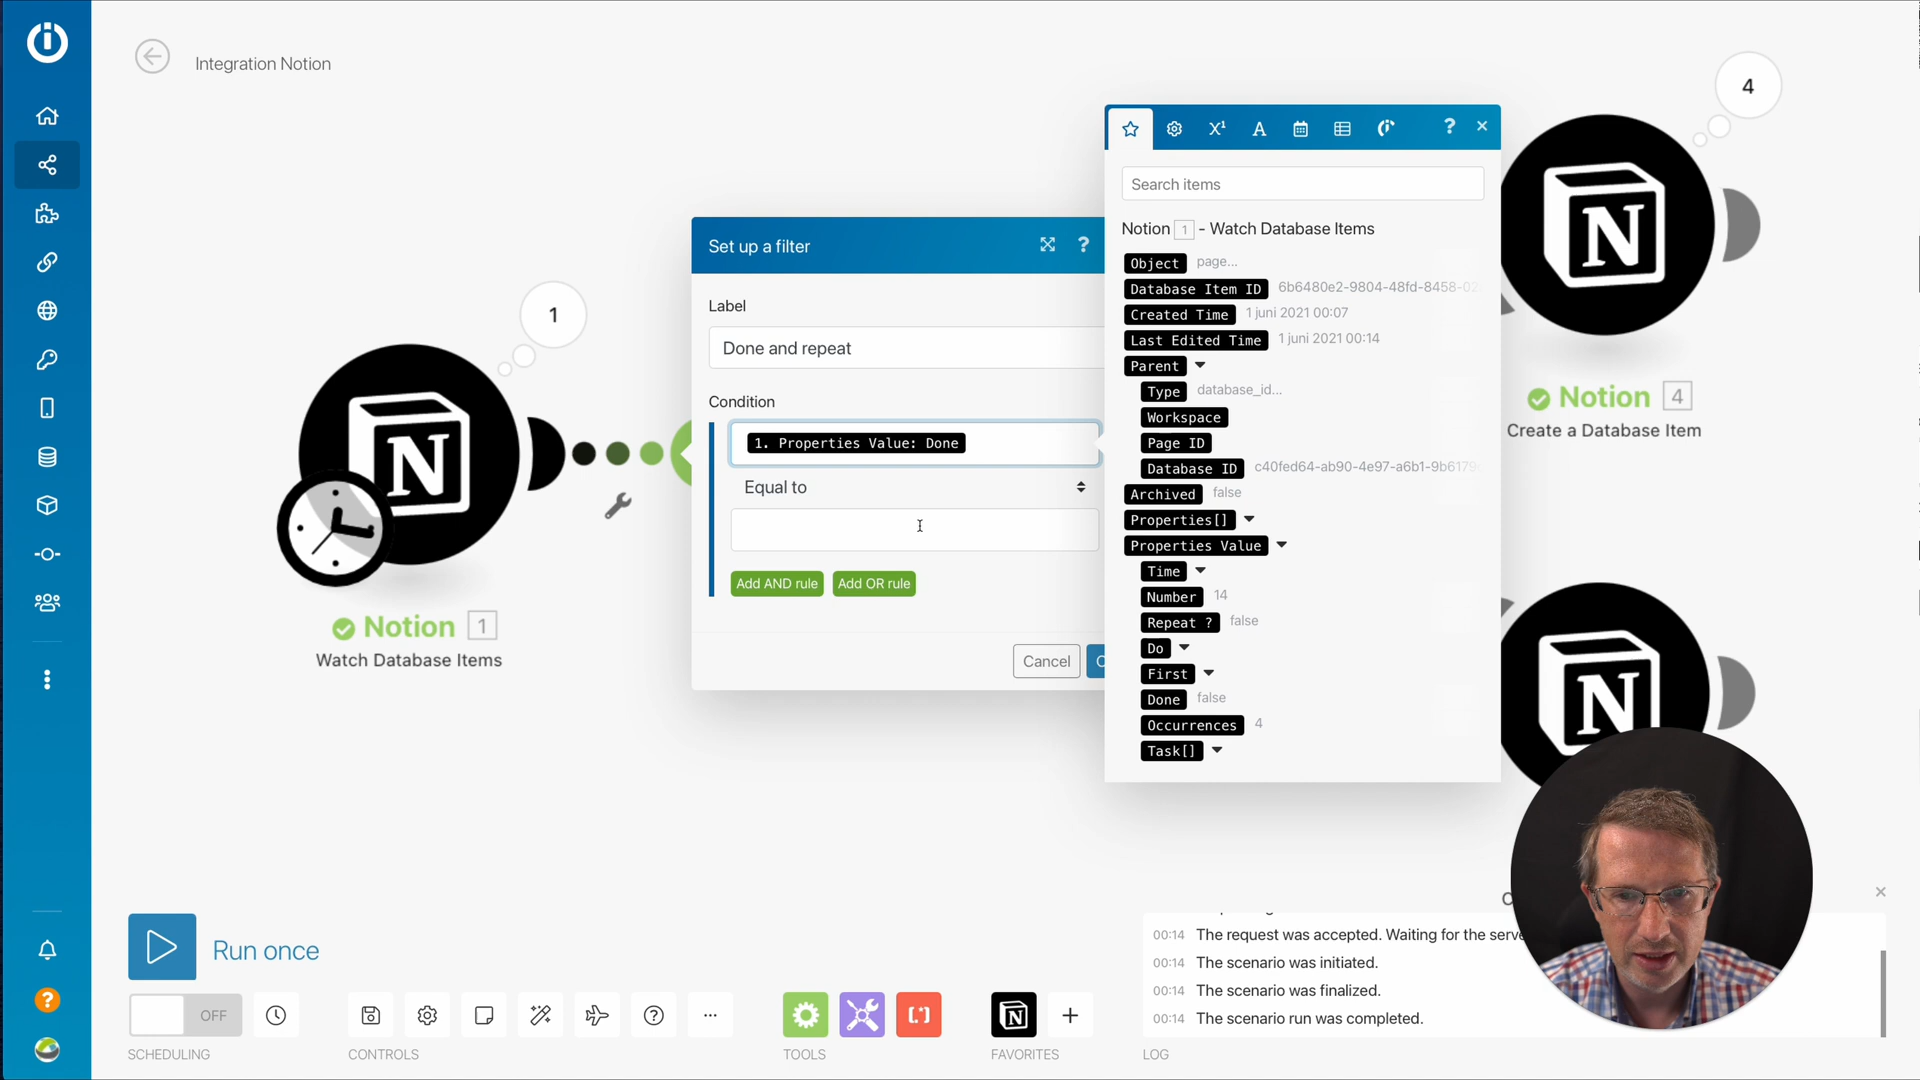 Integration Notion
4
Search items
Notion 1 - Watch Database Items
Object page...
Database Item ID 6b6480e2-9804-48fd-8458-02
Created Time 1 juni 2021 00:07
Last Edited Time 1 juni 2021 00:14
Parent
Type database_id...
Workspace
Page ID
Database ID c40fed64-ab90-4e97-a6b1-9b6179
Archived false
Properties[]
Properties Value
Time
Number 14
Repeat ? false
Do
First
Done false
Occurrences 4
Task[]
Set up a filter
Label
Done and repeat
Condition
1. Properties Value: Done
Equal to
Add AND rule Add OR rule
Cancel
1
Notion 1
Watch Database Items
Notion 4
Create a Database Item
Run once
OFF
SCHEDULING
CONTROLS
TOOLS
FAVORITES
LOG
00:14 The request was accepted. Waiting for the serve
00:14 The scenario was initiated.
00:14 The scenario was finalized.
00:14 The scenario run was completed.